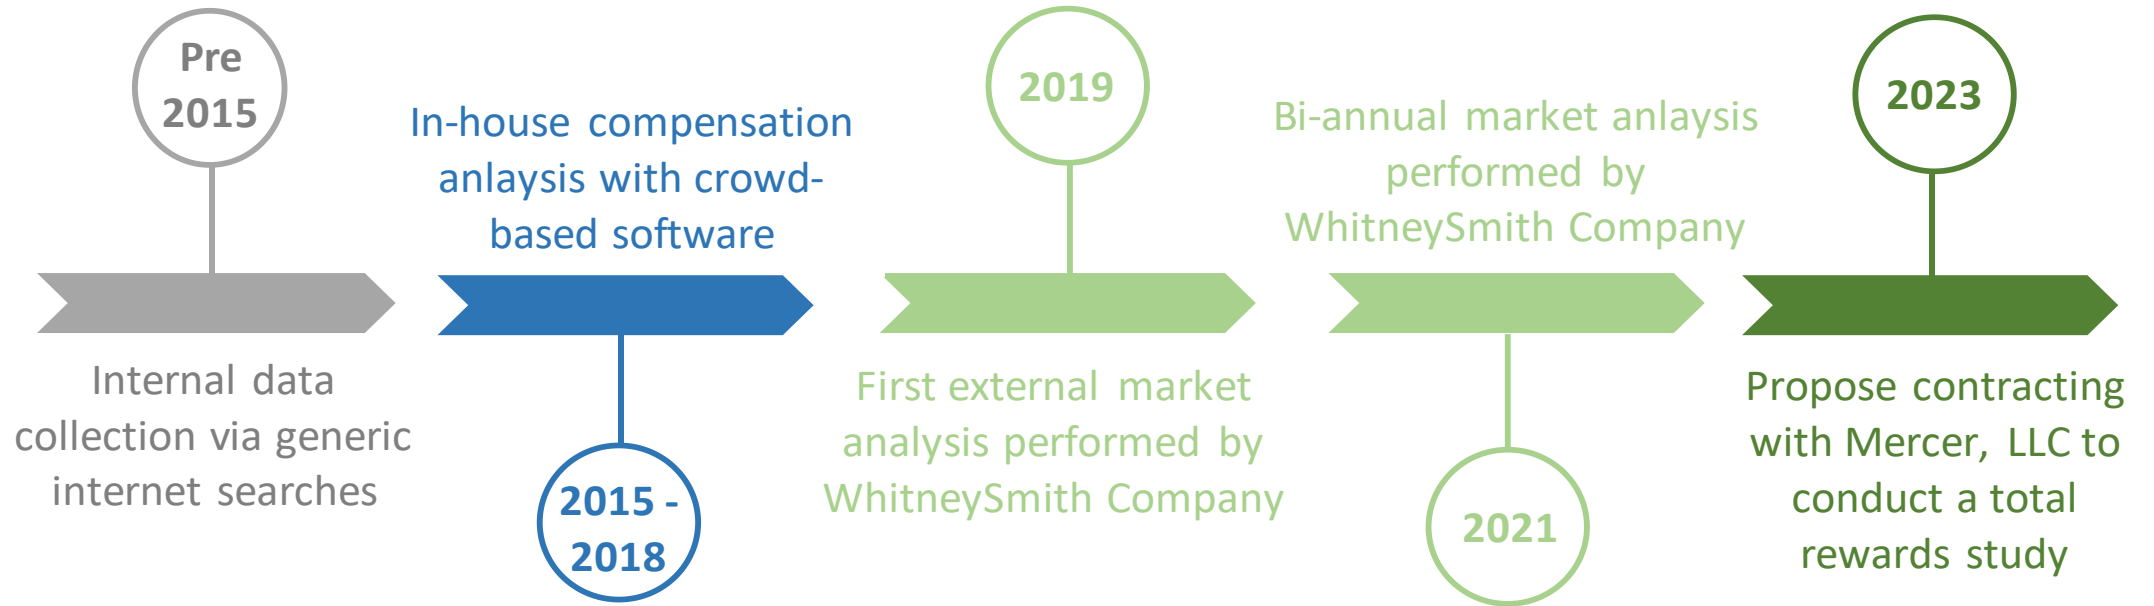 Pre
2015
Internal data
collection via generic
internet searches
In-house compensation
anlaysis with crowd-
based software
2015 -
2018
2019
First external market
analysis performed by
WhitneySmith Company
Bi-annual market anlaysis
performed by
WhitneySmith Company
2021
2023
Propose contracting
with Mercer, LLC to
conduct a total
rewards study